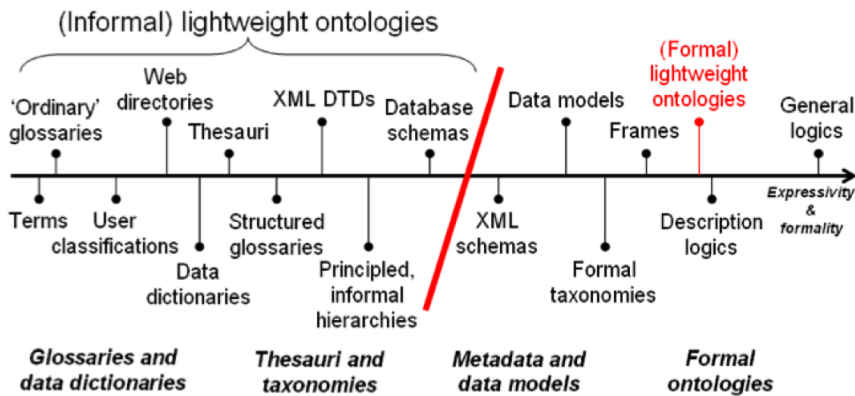 (Informal) lightweight ontologies
(Formal)
lightweight
ontologies
Web
directories
XML DTDs
Data models
General
logics
'Ordinary'
glossaries
Thesauri
Database
schemas
Frames
Expressivity
&
formality
Terms
User
classifications
Structured
glossaries
XML
schemas
Description
logics
Data
dictionaries
Principled,
informal
hierarchies
Formal
taxonomies
Glossaries and
data dictionaries
Thesauri and
taxonomies
Metadata and
data models
Formal
ontologies